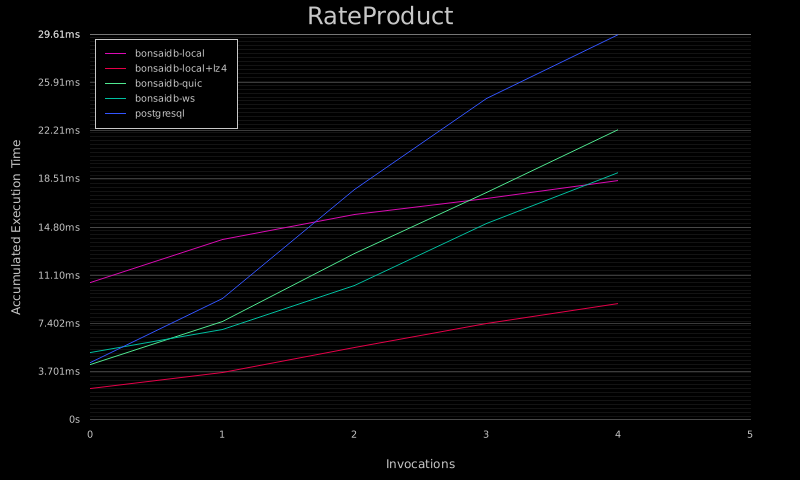 RateProduct
29.61ms
25.91ms
22.21ms
18.51ms
14.80ms
11.10ms
7.402ms
3.701ms
0s
bonsaidb-local
bonsaidb-local+lz4
bonsaidb-quic
bonsaidb-ws
postgresql
Accumulated Execution Time
0 1 2 3 4 5
Invocations